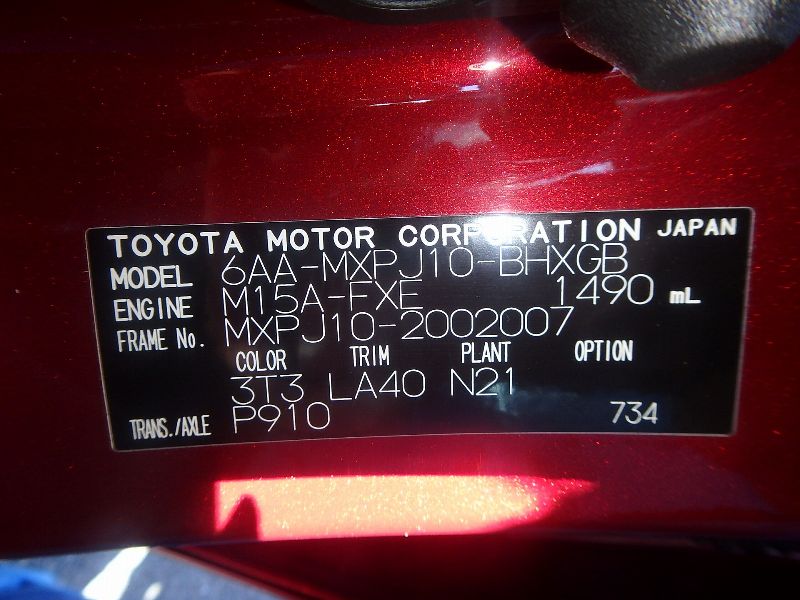 TOYOTA MOTOR CORPORATION JAPAN
MODEL 6AA-MXPJ10-BHXGB
ENGINE M15A-FXE 1490 mL
FRAME No. MXPJ10-2002007
COLOR TRIM PLANT OPTION
3T3 LA40 N21
TRANS./AXLE P910 734